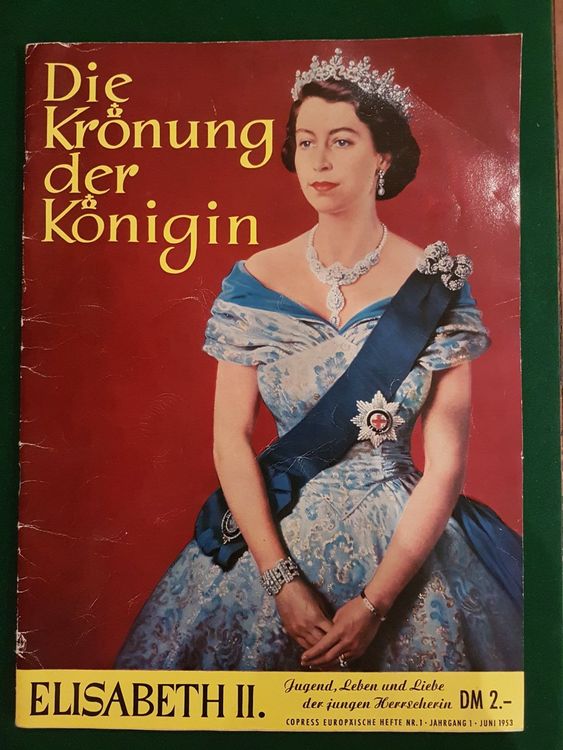 Die
Krönung
der
Königin
ELISABETH II.
Jugend, Leben und Liebe
der jungen Herrscherin
DM 2.-
COPRESS EUROPÄISCHE HEFTE NR. 1 · JAHRGANG 1 · JUNI 1953